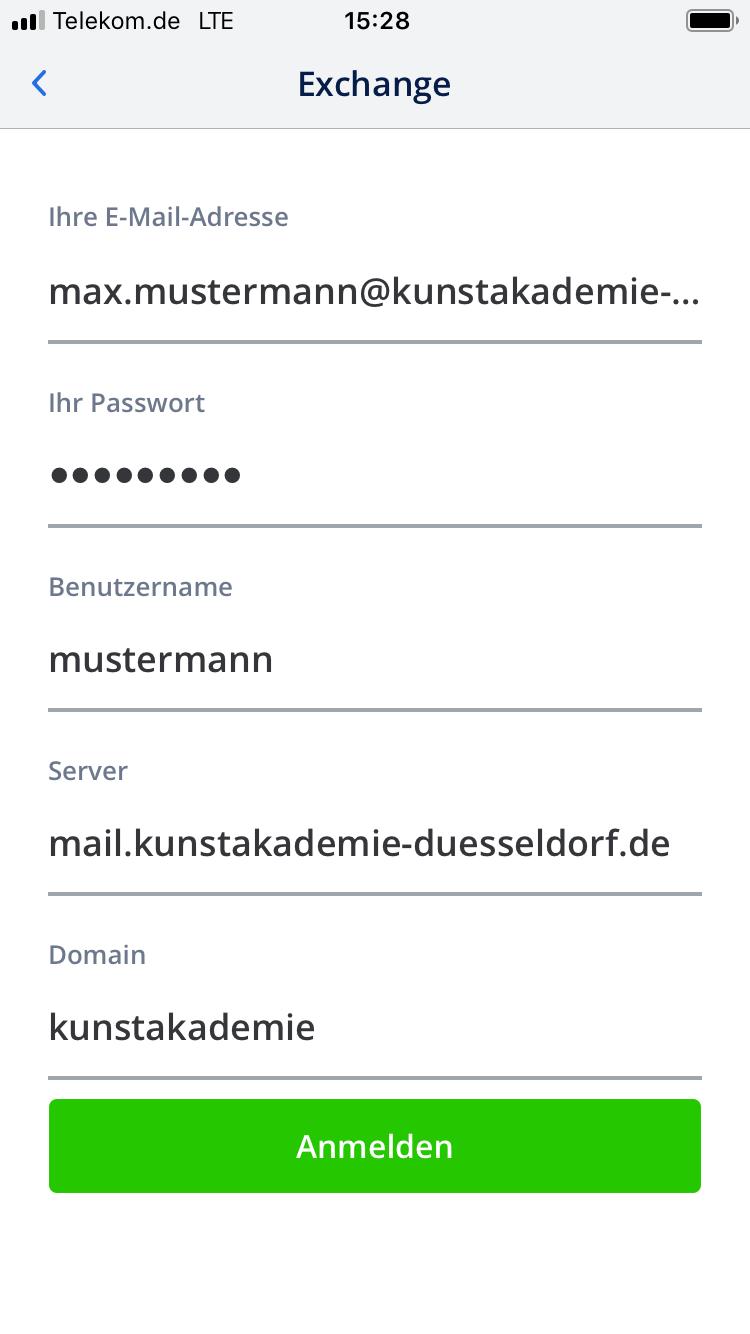 Telekom.de LTE 15:28
Exchange
Ihre E-Mail-Adresse
max.mustermann@kunstakademie-...
Ihr Passwort
•••••••••
Benutzername
mustermann
Server
mail.kunstakademie-duesseldorf.de
Domain
kunstakademie
Anmelden